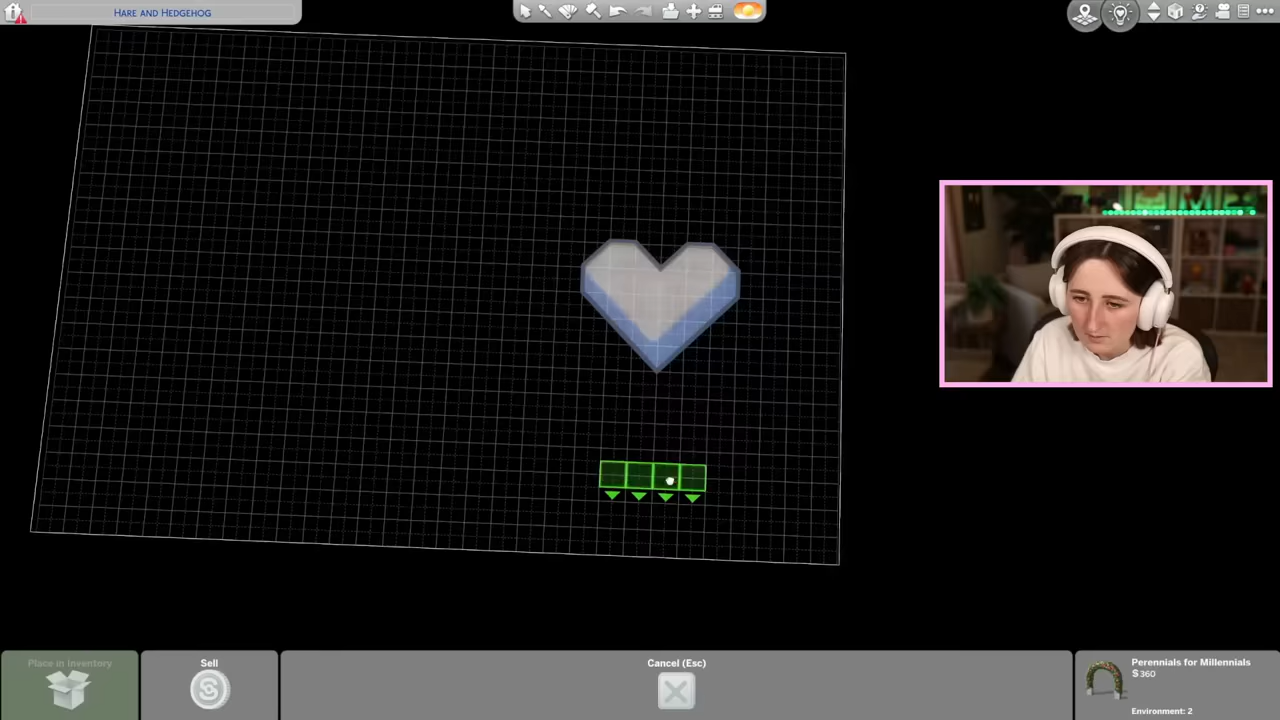 HARE AND HEDGEHOG
Place in Inventory
Sell
Cancel (Esc)
Perennials for Millennials
$360
Environment: 2